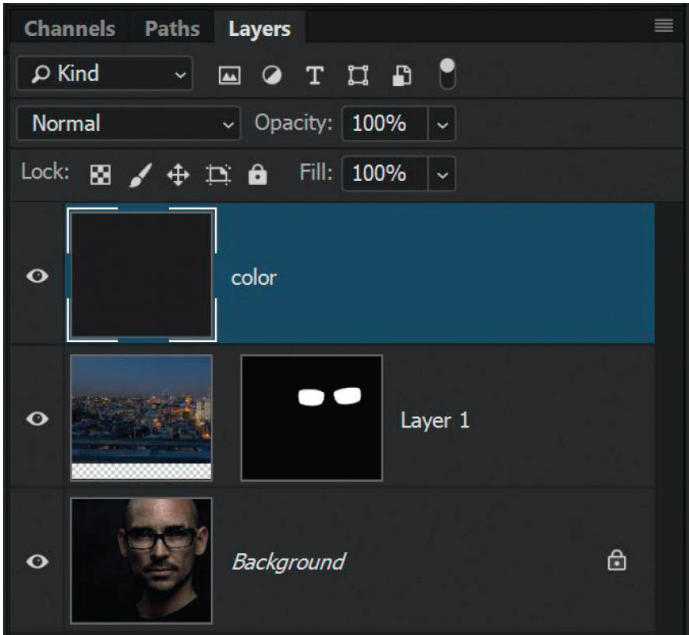 Channels Paths Layers
Kind
Normal Opacity: 100%
Lock: Fill: 100%
color
Layer 1
Background